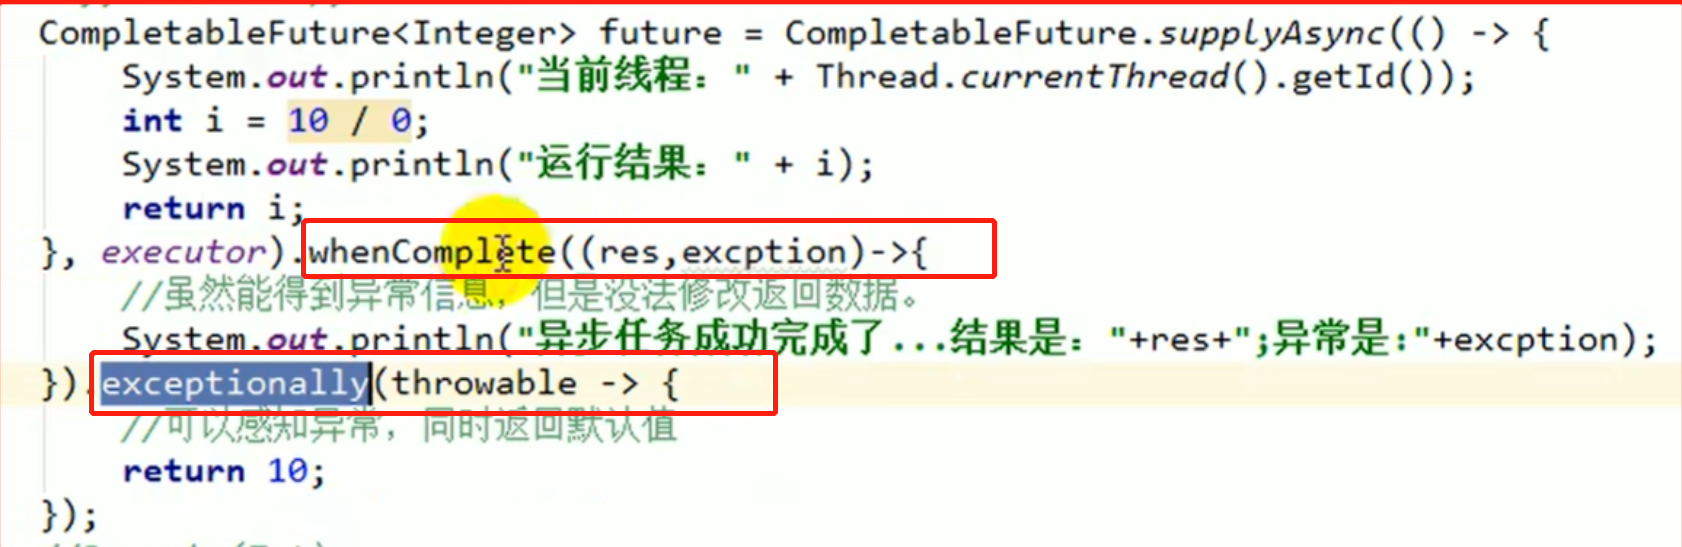 CompletableFuture<Integer> future = CompletableFuture.supplyAsync(() -> {
System.out.println("当前线程：" + Thread.currentThread().getId());
int i = 10 / 0;
System.out.println("运行结果：" + i);
return i;
}, executor).whenComplete((res,excption)->{
//虽然能得到异常信息，但是没法修改返回数据。
System.out.println("异步任务成功完成了...结果是："+res+";异常是:"+excption);
}).exceptionally(throwable -> {
//可以感知异常，同时返回默认值
return 10;
});